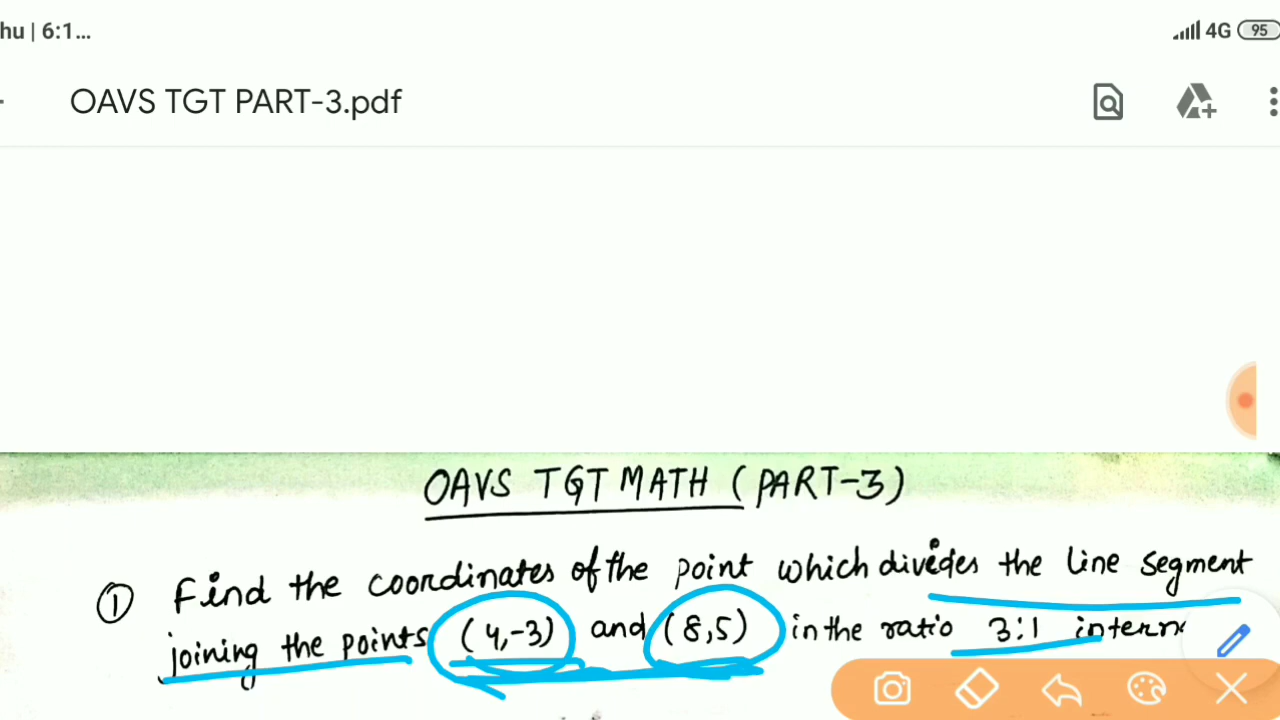 hu | 6:1...
4G 95
OAVS TGT PART-3.pdf
OAVS TGT MATH (PART-3)
① Find the coordinates of the point which divides the line segment
joining the points (4,-3) and (8,5) in the ratio 3:1